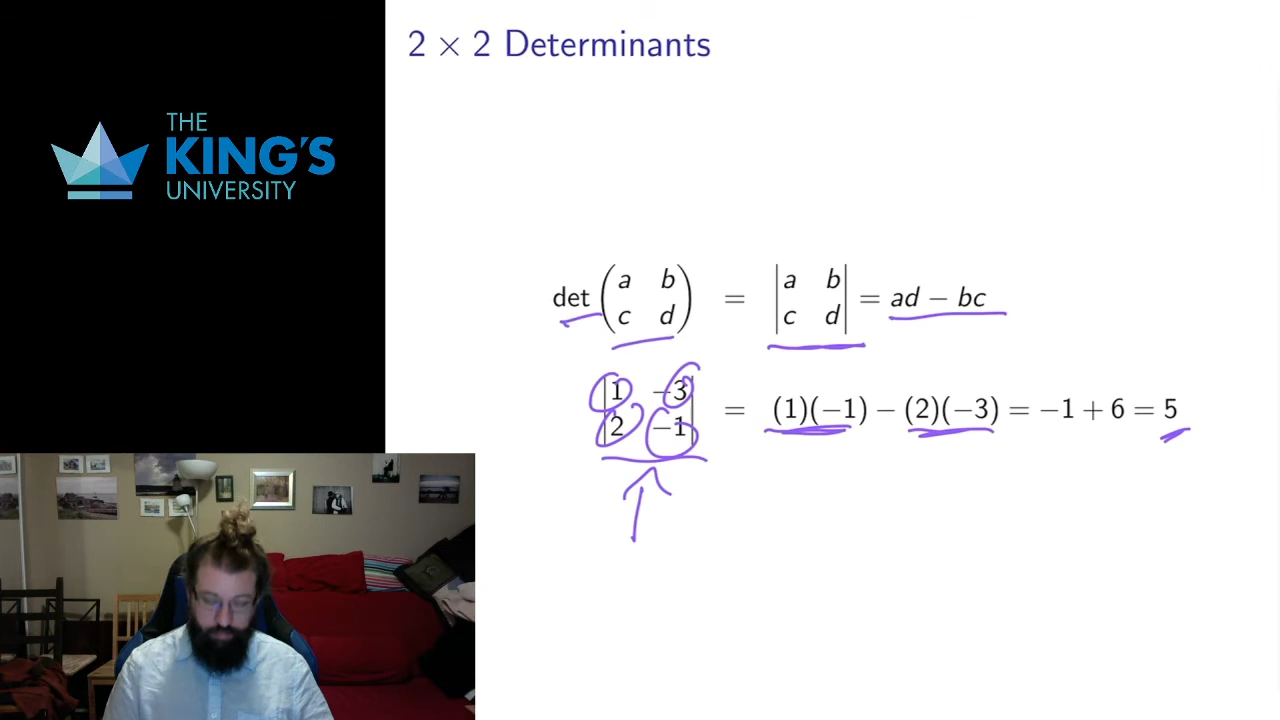 THE
KING'S
UNIVERSITY
2 × 2 Determinants
det (a b
c d) = |a b
c d| = ad − bc
|1 −3
2 −1| = (1)(−1) − (2)(−3) = −1 + 6 = 5